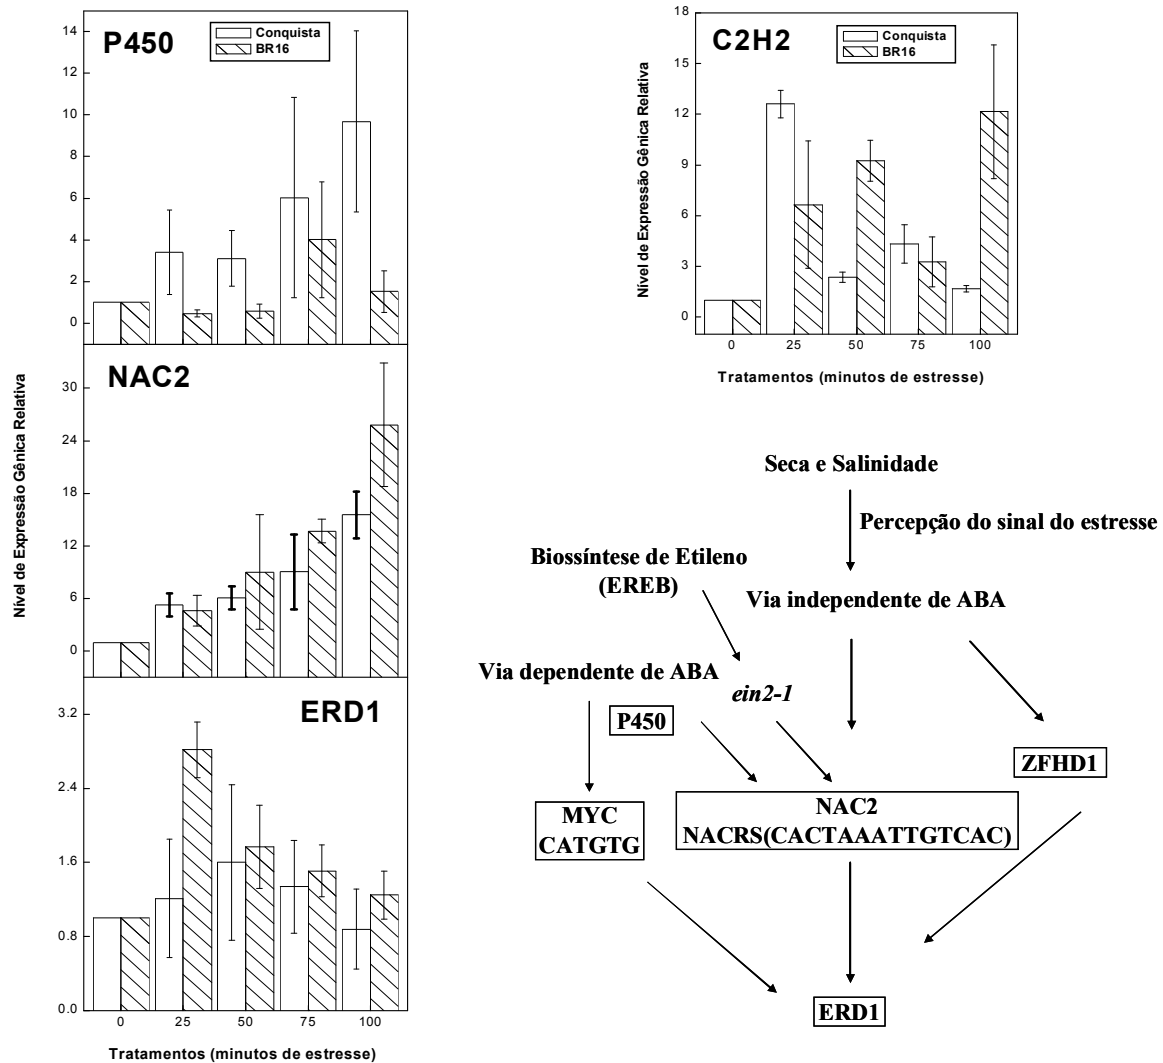 P450
Conquista
BR16
14
12
10
8
6
4
2
0
NAC2
30
24
18
12
6
0
ERD1
3.2
2.4
1.6
0.8
0.0
0 25 50 75 100
Tratamentos (minutos de estresse)
Nível de Expressão Gênica Relativa
C2H2
Conquista
BR16
18
15
12
9
6
3
0
0 25 50 75 100
Tratamentos (minutos de estresse)
Nível de Expressão Gênica Relativa
Seca e Salinidade
Percepção do sinal do estresse
Biossíntese de Etileno
(EREB)
Via independente de ABA
Via dependente de ABA
ein2-1
P450
ZFHD1
MYC
CATGTG
NAC2
NACRS(CACTAAATTGTCAC)
ERD1